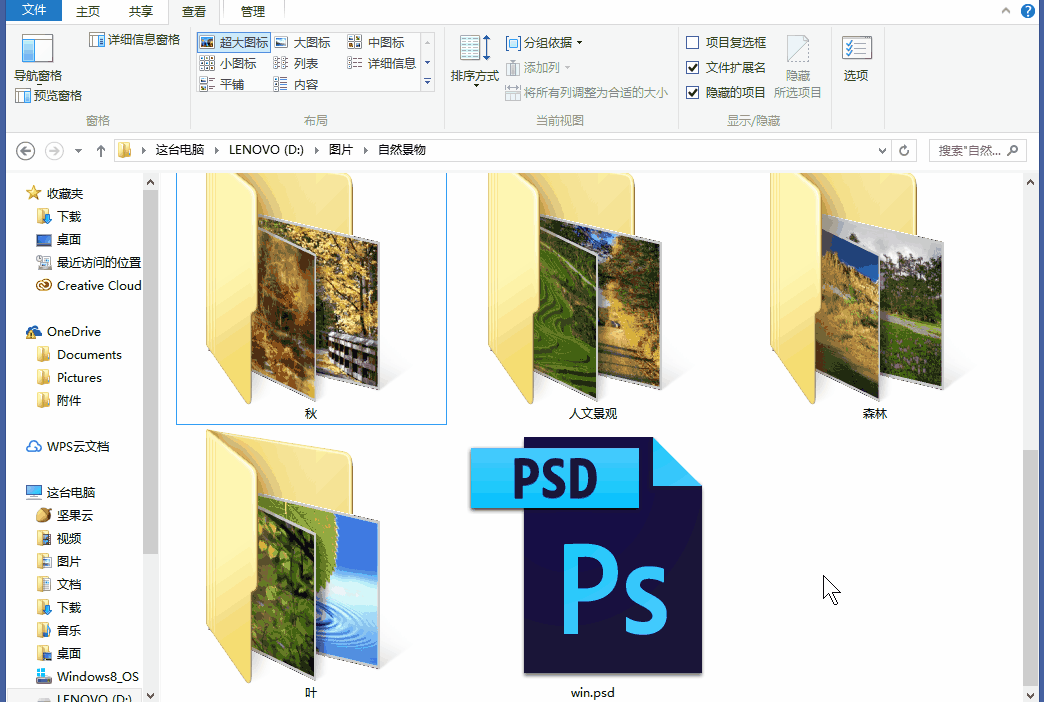 文件 主页 共享 查看 管理
导航窗格
预览窗格
详细信息窗格
窗格
超大图标 大图标 中图标
小图标 列表 详细信息
平铺 内容
布局
排序方式
分组依据
添加列
将所有列调整为合适的大小
当前视图
项目复选框
文件扩展名
隐藏的项目
隐藏
所选项目
显示/隐藏
选项
这台电脑 LENOVO (D:) 图片 自然景物
搜索"自然...
收藏夹
下载
桌面
最近访问的位置
Creative Cloud
OneDrive
Documents
Pictures
附件
WPS云文档
这台电脑
坚果云
视频
图片
文档
下载
音乐
桌面
Windows8_OS
LENOVO (D:)
秋
人文景观
森林
叶
PSD
Ps
win.psd